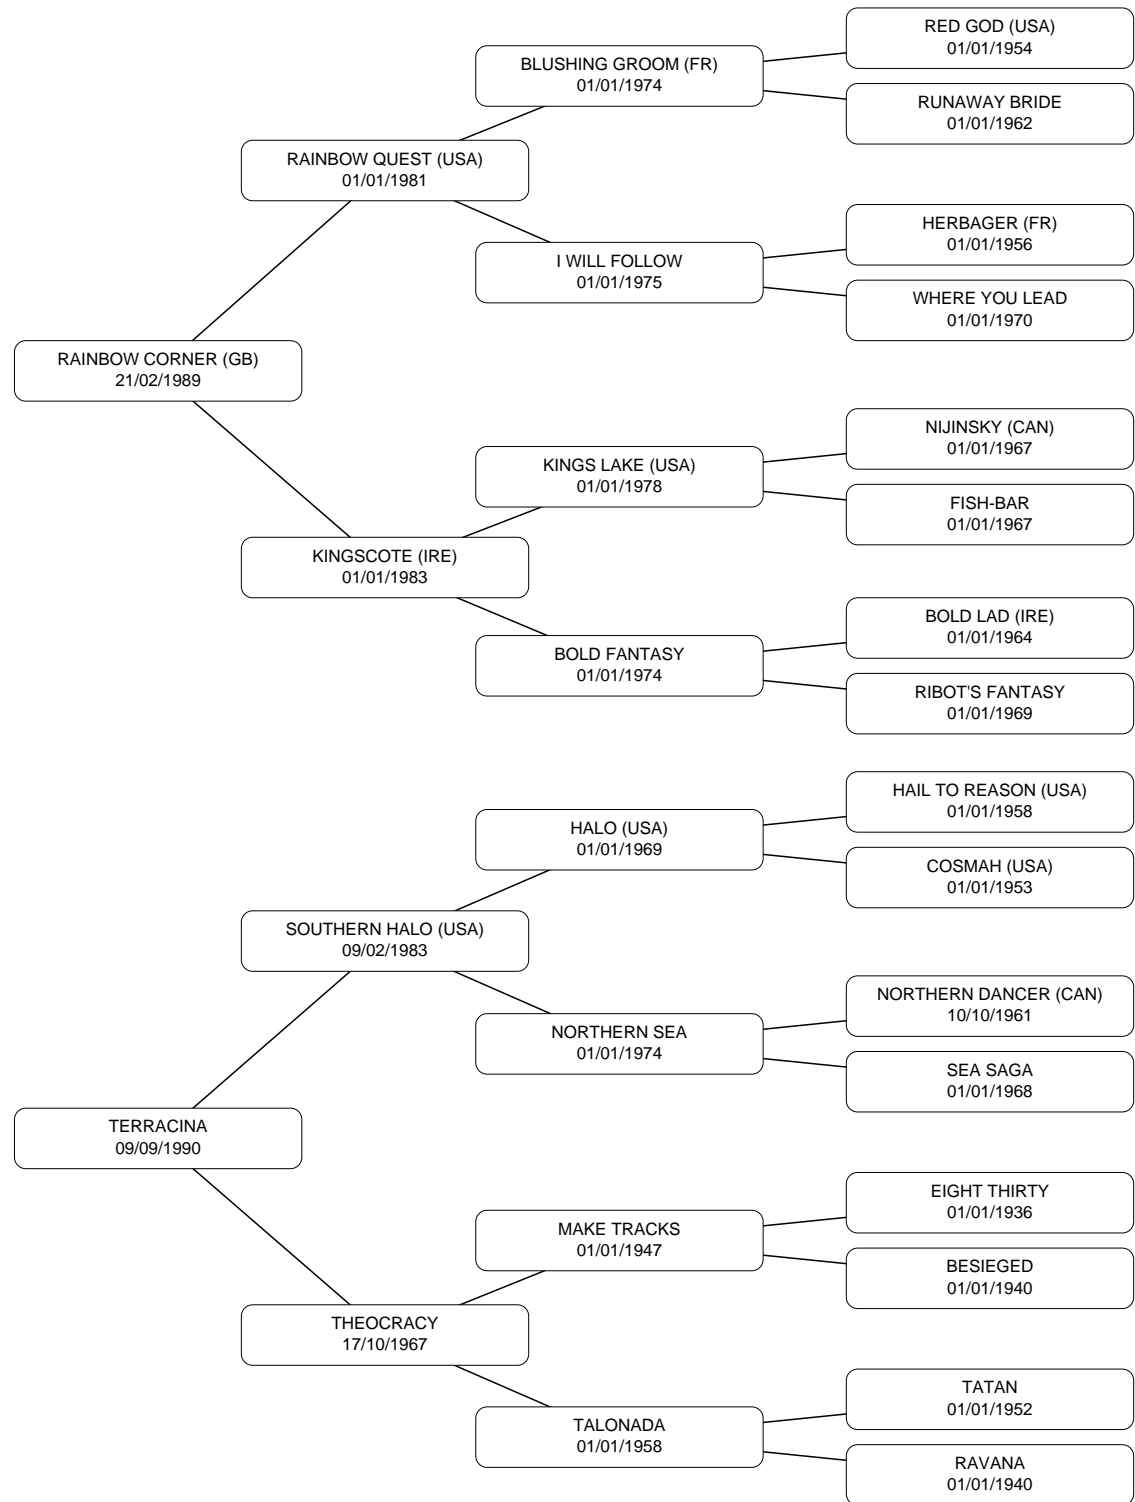 RED GOD (USA)
01/01/1954
BLUSHING GROOM (FR)
01/01/1974
RUNAWAY BRIDE
01/01/1962
RAINBOW QUEST (USA)
01/01/1981
HERBAGER (FR)
01/01/1956
I WILL FOLLOW
01/01/1975
WHERE YOU LEAD
01/01/1970
RAINBOW CORNER (GB)
21/02/1989
NIJINSKY (CAN)
01/01/1967
KINGS LAKE (USA)
01/01/1978
FISH-BAR
01/01/1967
KINGSCOTE (IRE)
01/01/1983
BOLD LAD (IRE)
01/01/1964
BOLD FANTASY
01/01/1974
RIBOT'S FANTASY
01/01/1969
HAIL TO REASON (USA)
01/01/1958
HALO (USA)
01/01/1969
COSMAH (USA)
01/01/1953
SOUTHERN HALO (USA)
09/02/1983
NORTHERN DANCER (CAN)
10/10/1961
NORTHERN SEA
01/01/1974
SEA SAGA
01/01/1968
TERRACINA
09/09/1990
EIGHT THIRTY
01/01/1936
MAKE TRACKS
01/01/1947
BESIEGED
01/01/1940
THEOCRACY
17/10/1967
TATAN
01/01/1952
TALONADA
01/01/1958
RAVANA
01/01/1940